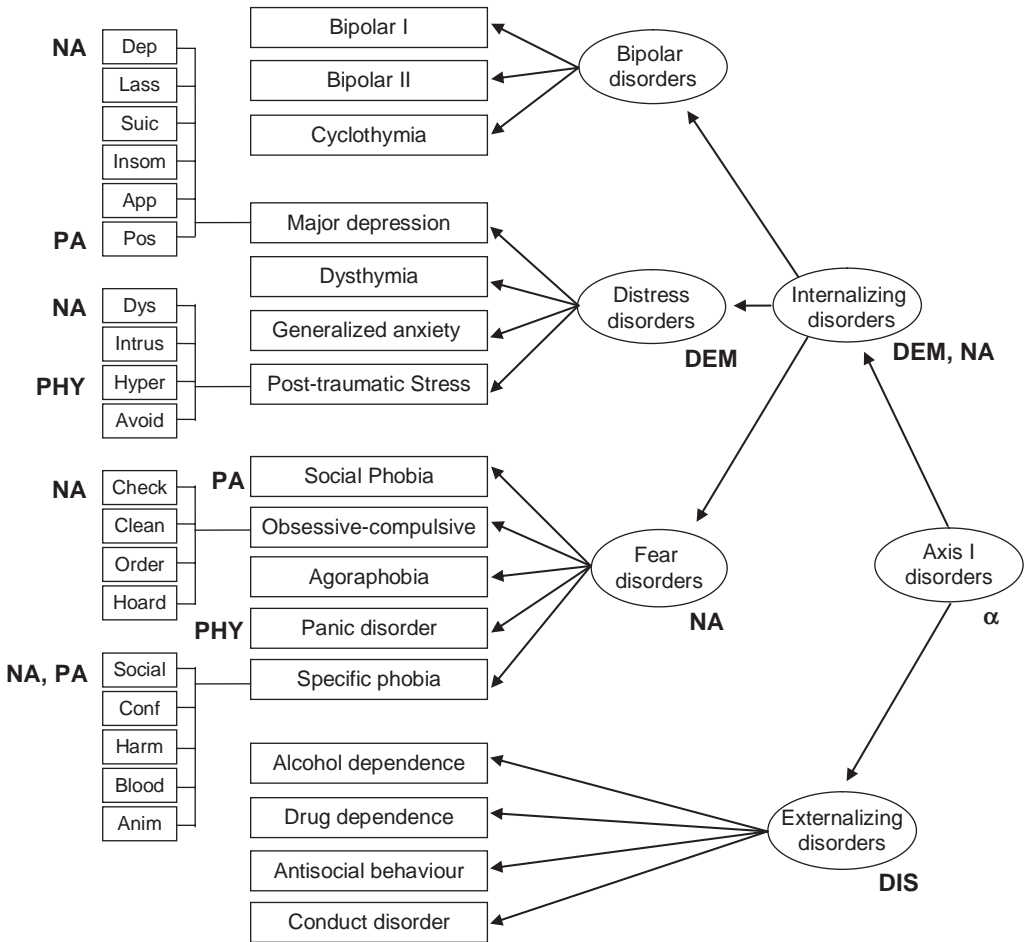 NA
Dep
Lass
Suic
Insom
App
PA
Pos
NA
Dys
Intrus
PHY
Hyper
Avoid
NA
Check
Clean
Order
Hoard
NA, PA
Social
Conf
Harm
Blood
Anim
Bipolar I
Bipolar II
Cyclothymia
Major depression
Dysthymia
Generalized anxiety
Post-traumatic Stress
PA
Social Phobia
Obsessive-compulsive
Agoraphobia
PHY
Panic disorder
Specific phobia
Alcohol dependence
Drug dependence
Antisocial behaviour
Conduct disorder
Bipolar
disorders
Distress
disorders
DEM
Fear
disorders
NA
Internalizing
disorders
DEM, NA
Axis I
disorders
α
Externalizing
disorders
DIS